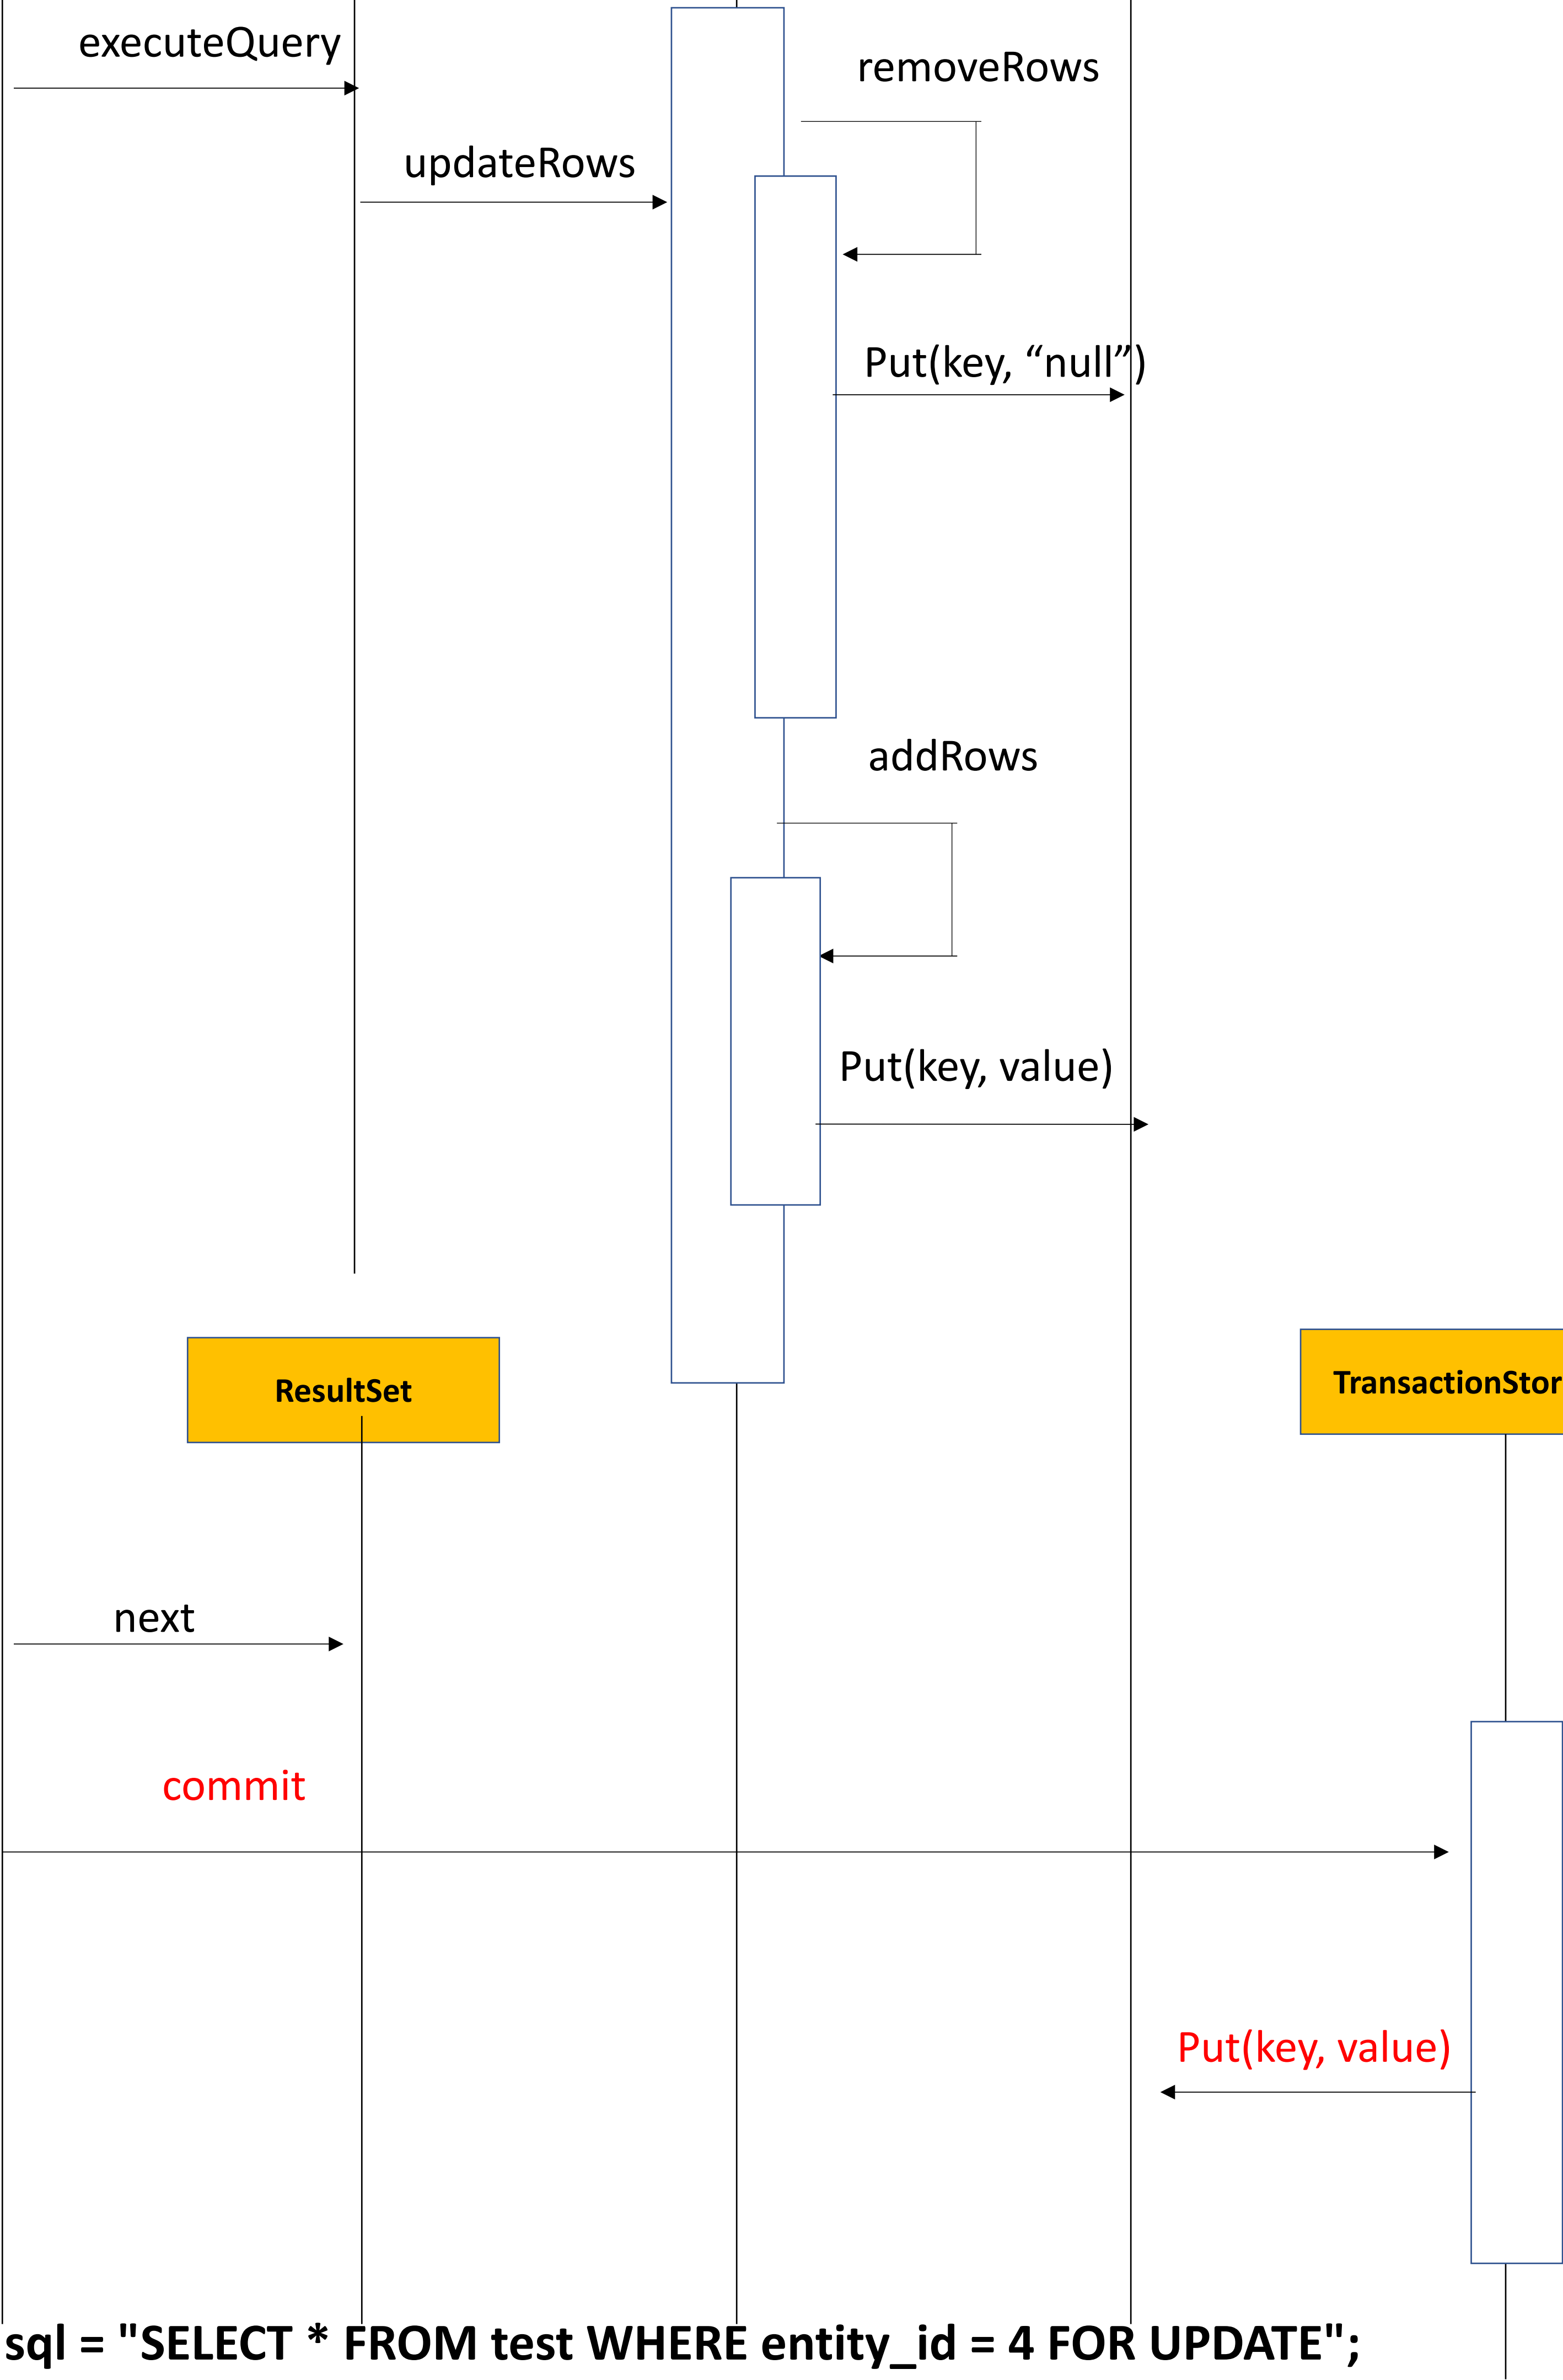 executeQuery
removeRows
updateRows
Put(key, “null”)
addRows
Put(key, value)
ResultSet
TransactionStor
next
commit
Put(key, value)
sql = "SELECT * FROM test WHERE entity_id = 4 FOR UPDATE";